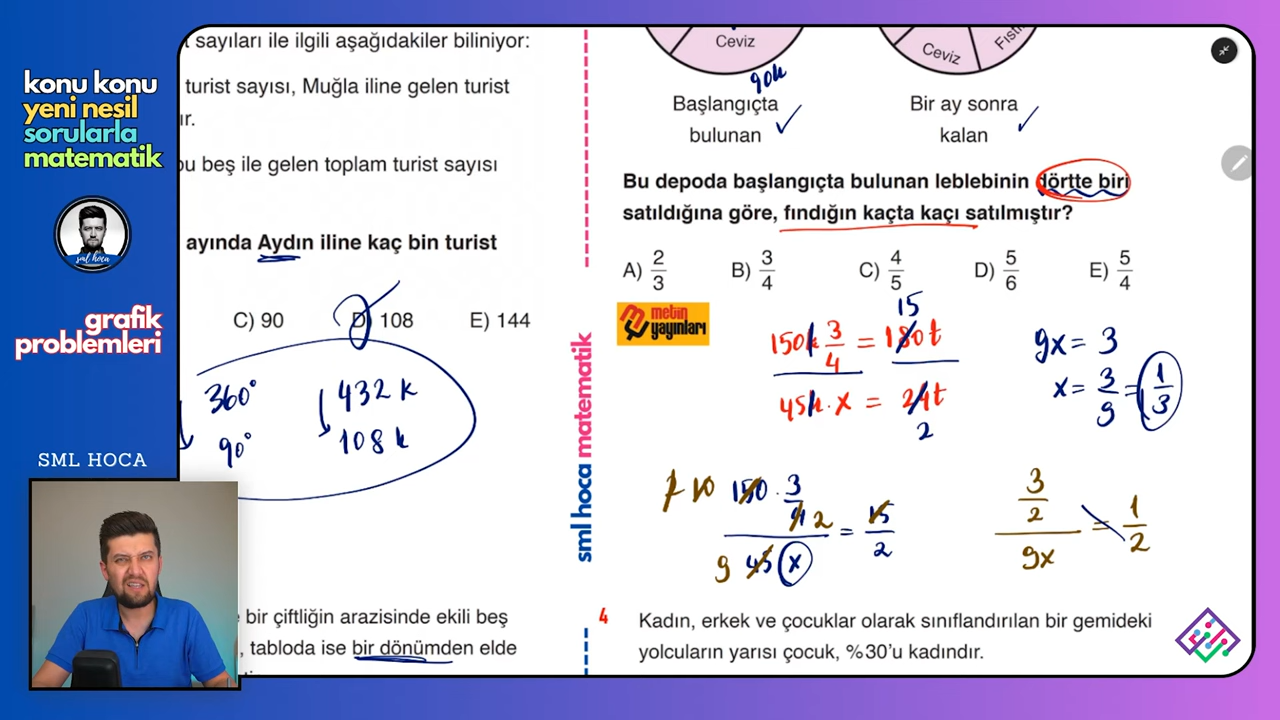 konu konu
yeni nesil
sorularla
matematik
sml hoca
grafik
problemleri
SML HOCA
t sayıları ile ilgili aşağıdakiler biliniyor:
turist sayısı, Muğla iline gelen turist
ır.
bu beş ile gelen toplam turist sayısı
ayında Aydın iline kaç bin turist
C) 90 D) 108 E) 144
360° 432 k
90° 108 k
e bir çiftliğin arazisinde ekili beş
, tabloda ise bir dönümden elde
sml hoca matematik
Ceviz
Ceviz
90k
Başlangıçta
bulunan
Bir ay sonra
kalan
Bu depoda başlangıçta bulunan leblebinin dörtte biri
satıldığına göre, fındığın kaçta kaçı satılmıştır?
A) 2/3 B) 3/4 C) 4/5 D) 5/6 E) 5/4
metin
yayınları
15
150k 3/4 = 180t
45k · x = 24t
2
9x = 3
x = 3/9 = 1/3
10 150 · 3/4 2
9 45 x = 15/2
3/2
9x = 1/2
4 Kadın, erkek ve çocuklar olarak sınıflandırılan bir gemideki
yolcuların yarısı çocuk, %30'u kadındır.